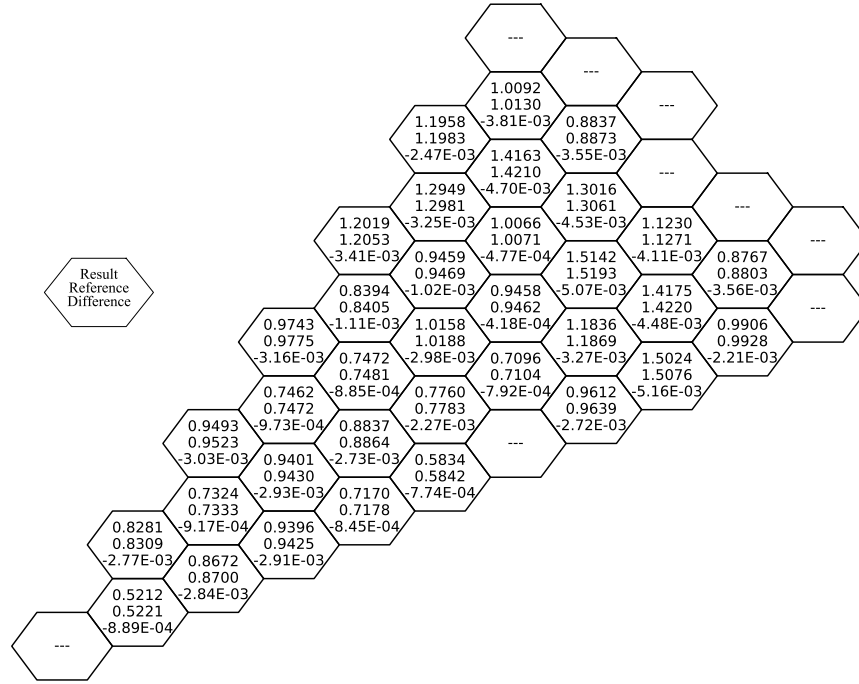 ---
---
1.0092
1.0130
-3.81E-03
---
1.1958
1.1983
-2.47E-03
0.8837
0.8873
-3.55E-03
1.4163
1.4210
-4.70E-03
---
1.2949
1.2981
-3.25E-03
1.3016
1.3061
-4.53E-03
---
1.2019
1.2053
-3.41E-03
1.0066
1.0071
-4.77E-04
1.1230
1.1271
-4.11E-03
---
0.9459
0.9469
-1.02E-03
1.5142
1.5193
-5.07E-03
0.8767
0.8803
-3.56E-03
Result
Reference
Difference
0.8394
0.8405
-1.11E-03
0.9458
0.9462
-4.18E-04
1.4175
1.4220
-4.48E-03
---
0.9743
0.9775
-3.16E-03
1.0158
1.0188
-2.98E-03
1.1836
1.1869
-3.27E-03
0.9906
0.9928
-2.21E-03
0.7472
0.7481
-8.85E-04
0.7096
0.7104
-7.92E-04
1.5024
1.5076
-5.16E-03
0.7462
0.7472
-9.73E-04
0.7760
0.7783
-2.27E-03
0.9612
0.9639
-2.72E-03
0.9493
0.9523
-3.03E-03
0.8837
0.8864
-2.73E-03
---
0.9401
0.9430
-2.93E-03
0.5834
0.5842
-7.74E-04
0.7324
0.7333
-9.17E-04
0.7170
0.7178
-8.45E-04
0.8281
0.8309
-2.77E-03
0.9396
0.9425
-2.91E-03
0.8672
0.8700
-2.84E-03
0.5212
0.5221
-8.89E-04
---